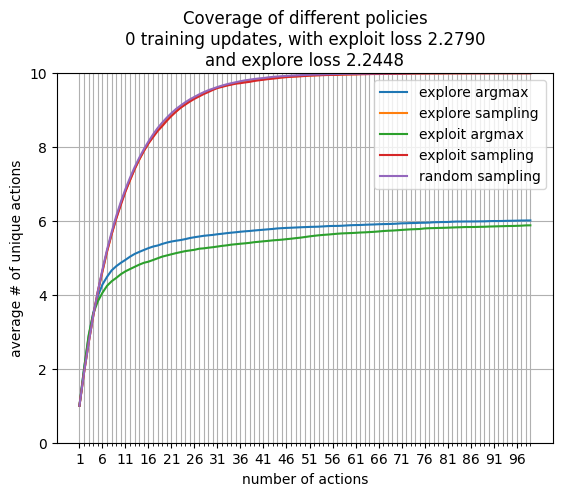 Coverage of different policies
0 training updates, with exploit loss 2.2790
and explore loss 2.2448
10
8
6
4
2
0
average # of unique actions
explore argmax
explore sampling
exploit argmax
exploit sampling
random sampling
1 6 11 16 21 26 31 36 41 46 51 56 61 66 71 76 81 86 91 96
number of actions